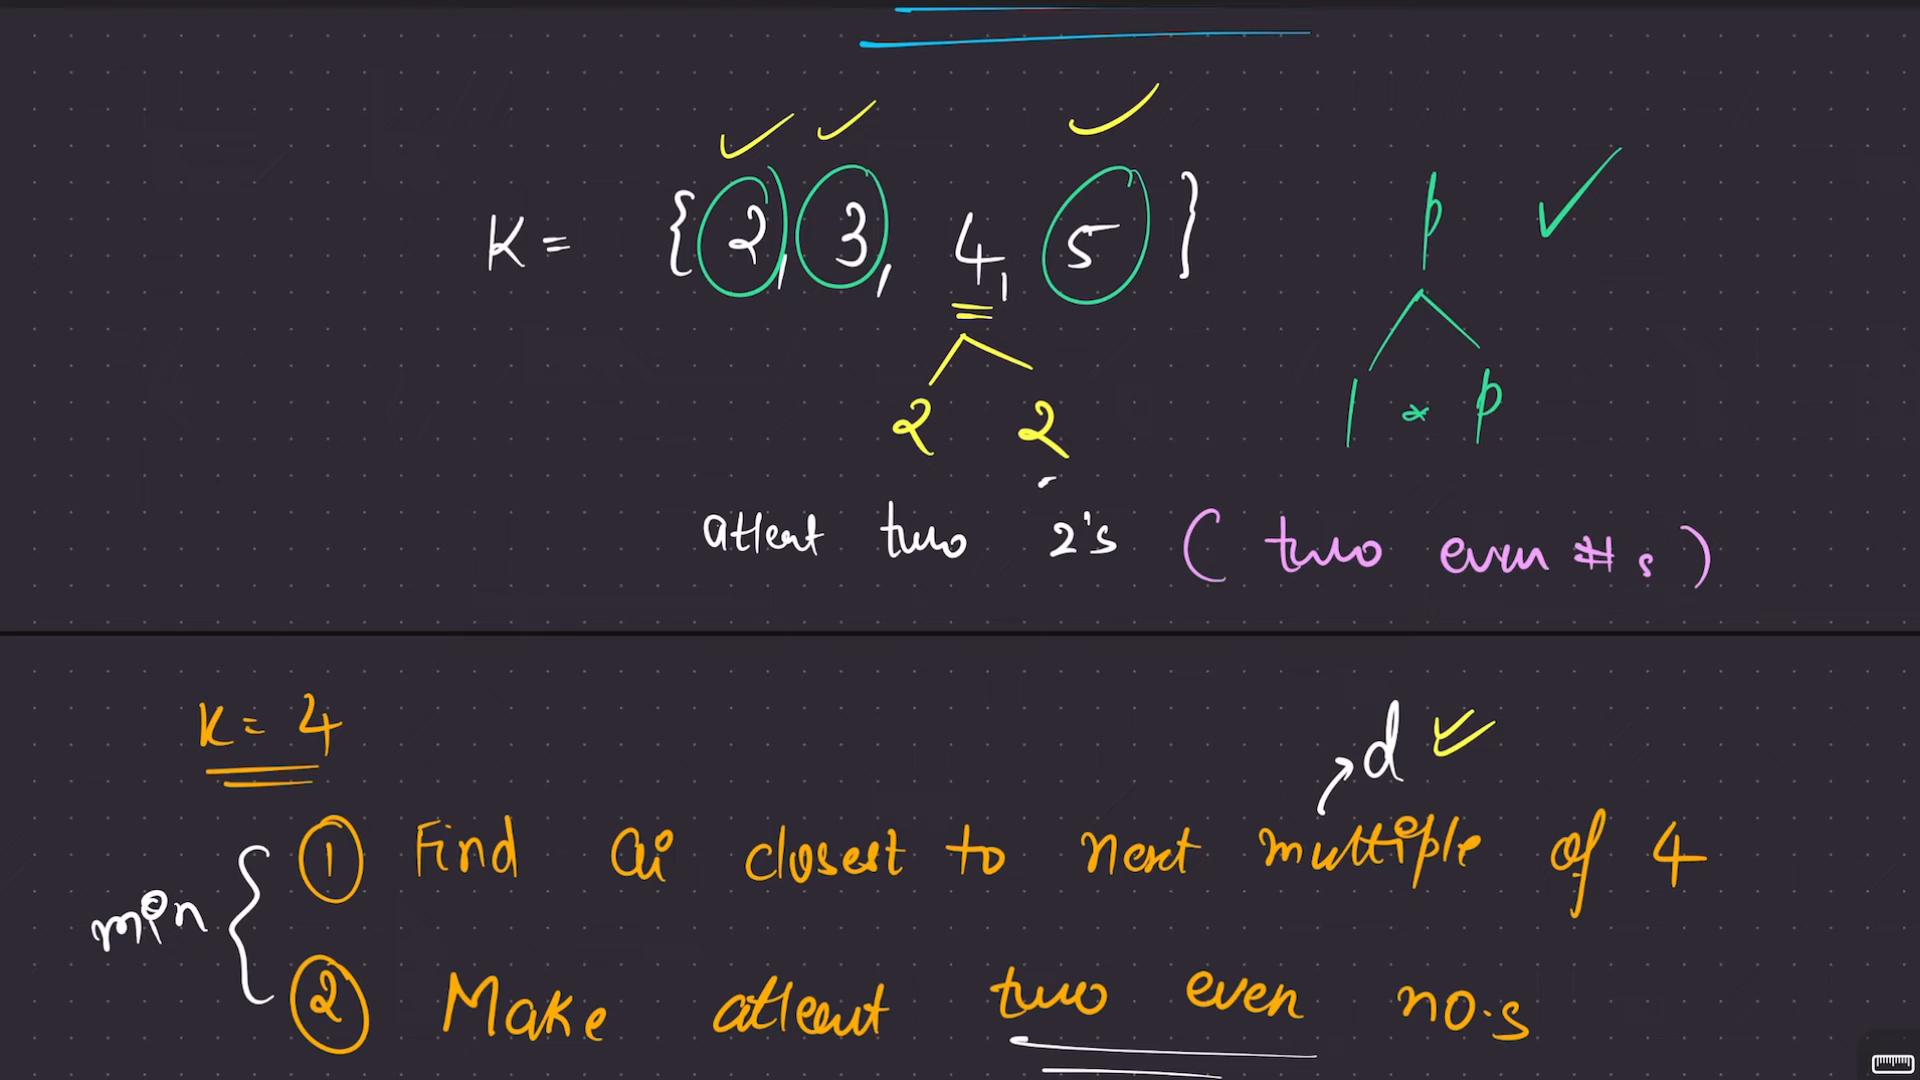 K = { 2, 3, 4, 5 } p
2 2 1 * p
atleast two 2's ( two even #s )
K = 4
d
min { ① Find ai closest to next multiple of 4
② Make atleast two even no.s